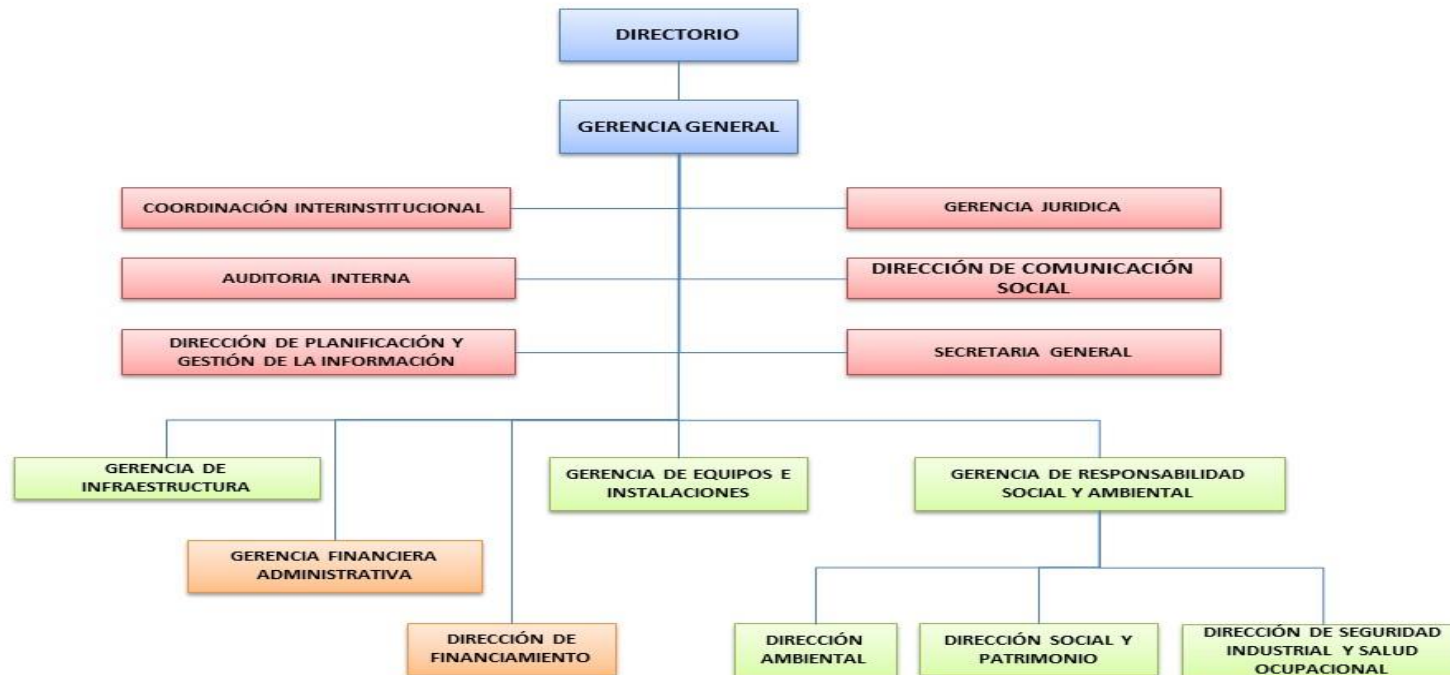 DIRECTORIO
GERENCIA GENERAL
COORDINACIÓN INTERINSTITUCIONAL
GERENCIA JURIDICA
AUDITORIA INTERNA
DIRECCIÓN DE COMUNICACIÓN
SOCIAL
DIRECCIÓN DE PLANIFICACIÓN Y
GESTIÓN DE LA INFORMACIÓN
SECRETARIA GENERAL
GERENCIA DE
INFRAESTRUCTURA
GERENCIA DE EQUIPOS E
INSTALACIONES
GERENCIA DE RESPONSABILIDAD
SOCIAL Y AMBIENTAL
GERENCIA FINANCIERA
ADMINISTRATIVA
DIRECCIÓN DE
FINANCIAMIENTO
DIRECCIÓN
AMBIENTAL
DIRECCIÓN SOCIAL Y
PATRIMONIO
DIRECCIÓN DE SEGURIDAD
INDUSTRIAL Y SALUD
OCUPACIONAL